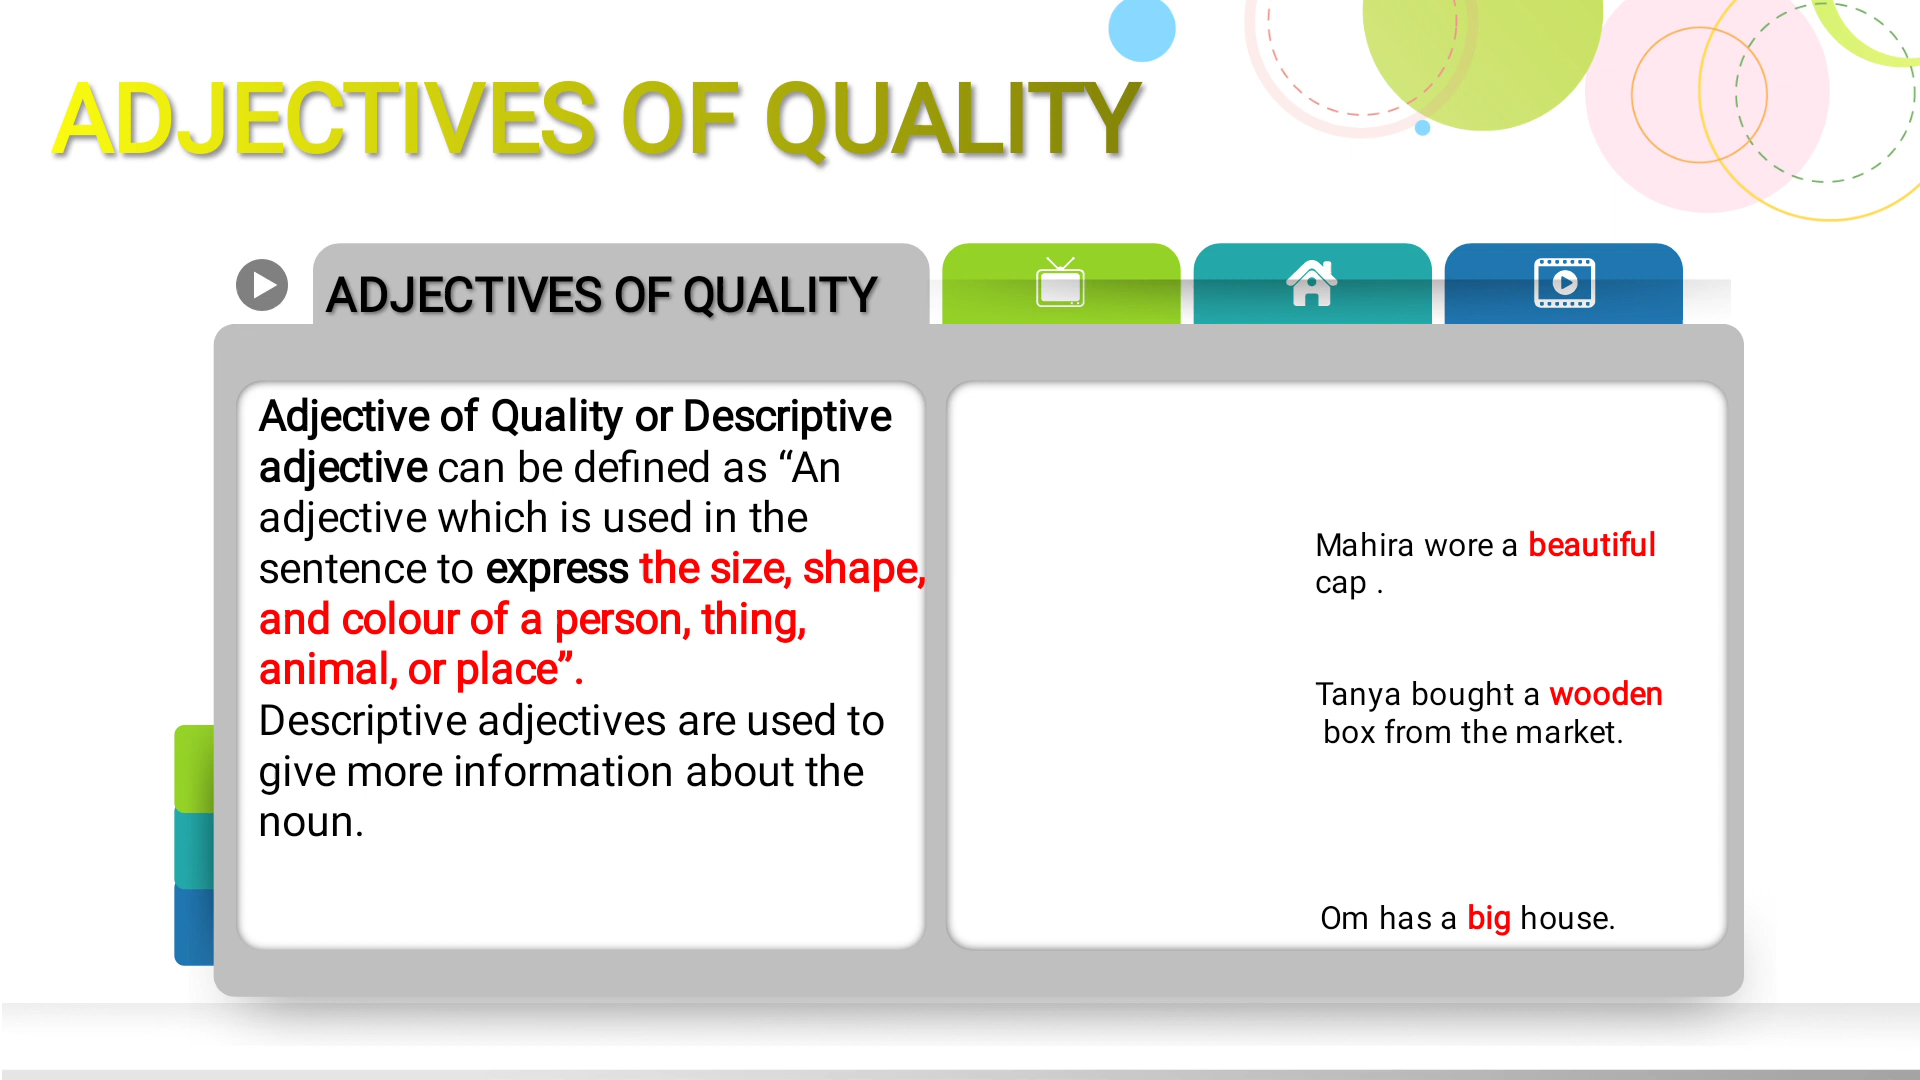 ADJECTIVES OF QUALITY
ADJECTIVES OF QUALITY
Adjective of Quality or Descriptive
adjective can be defined as “An
adjective which is used in the
sentence to express the size, shape,
and colour of a person, thing,
animal, or place”.
Descriptive adjectives are used to
give more information about the
noun.
Mahira wore a beautiful
cap .
Tanya bought a wooden
box from the market.
Om has a big house.